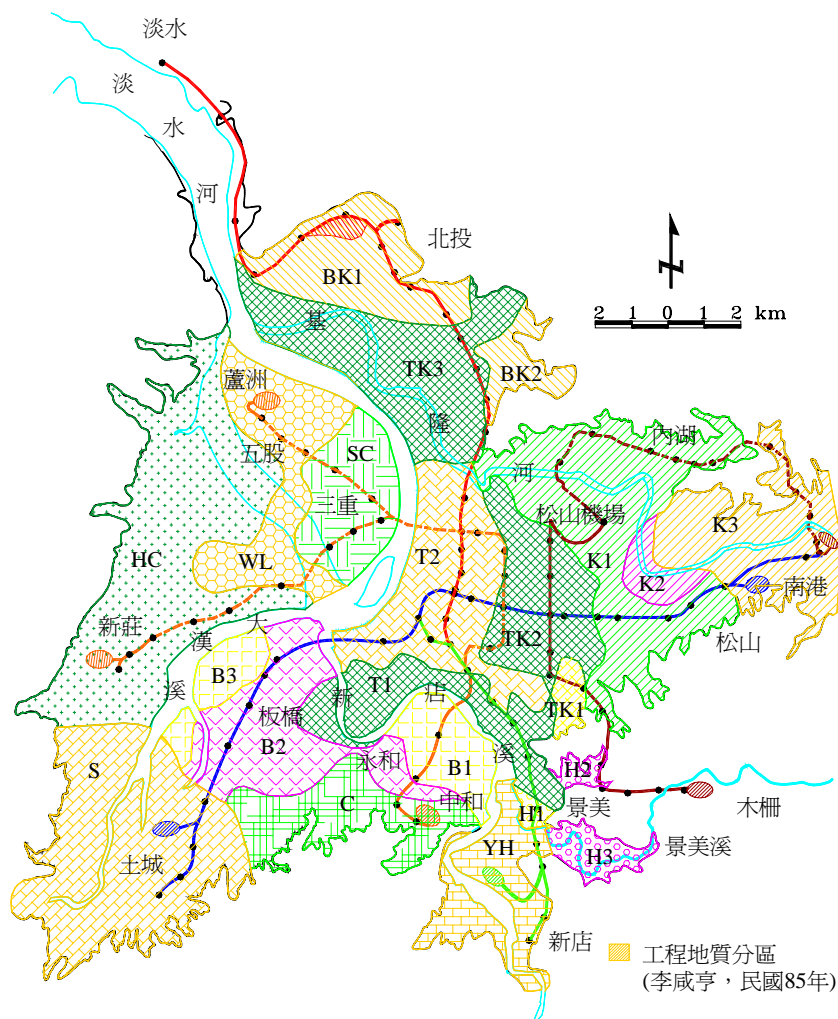 淡水
淡
水
河
北投
BK1
基
2 1 0 1 2 km
TK3
BK2
蘆洲
隆
五股
SC
河
內湖
三重
松山機場
K3
HC
WL
T2
K1
K2
南港
新莊
漢
大
TK2
松山
溪
B3
T1
店
新
TK1
板橋
B2
溪
S
永和
B1
H2
C
中和
H1
景美
木柵
土城
YH
H3
景美溪
新店
工程地質分區
(李咸亨，民國85年)